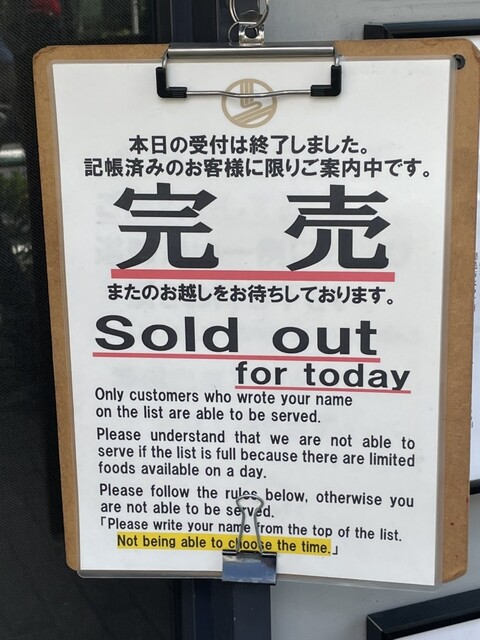 本日の受付は終了しました。
記帳済みのお客様に限りご案内中です。
完売
またのお越しをお待ちしております。
Sold out
for today
Only customers who wrote your name
on the list are able to be served.
Please understand that we are not able to
serve if the list is full because there are limited
foods available on a day.
Please follow the rules below, otherwise you
are not able to be served.
「Please write your name from the top of the list.
Not being able to choose the time.」